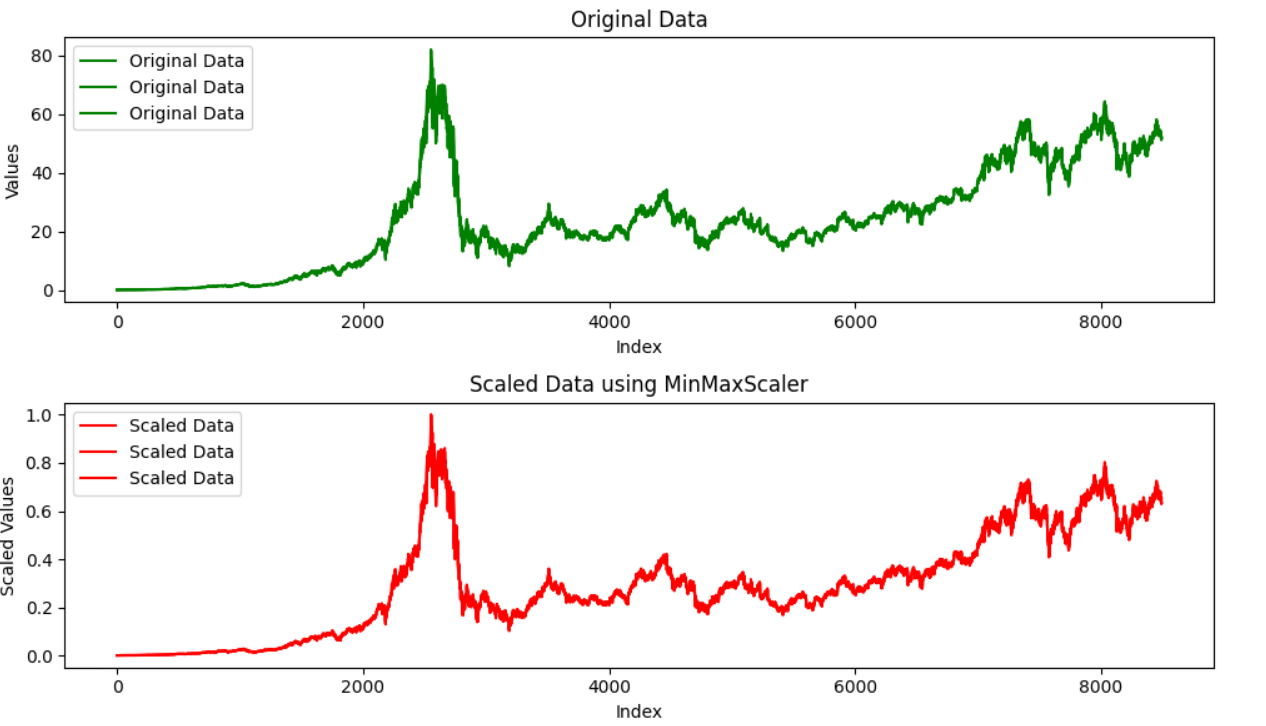 Original Data
80
60
40
20
0
Values
Original Data
Original Data
Original Data
0 2000 4000 6000 8000
Index
Scaled Data using MinMaxScaler
1.0
0.8
0.6
0.4
0.2
0.0
Scaled Values
Scaled Data
Scaled Data
Scaled Data
0 2000 4000 6000 8000
Index